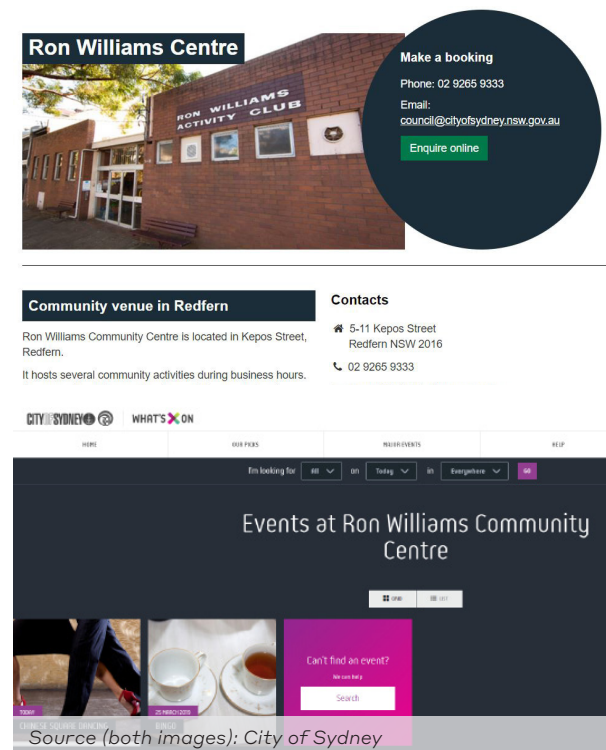 Ron Williams Centre
RON WILLIAMS
ACTIVITY CLUB
Make a booking
Phone: 02 9265 9333
Email:
council@cityofsydney.nsw.gov.au
Enquire online
Community venue in Redfern
Ron Williams Community Centre is located in Kepos Street,
Redfern.
It hosts several community activities during business hours.
Contacts
5-11 Kepos Street
Redfern NSW 2016
02 9265 9333
CITY OF SYDNEY
WHAT'S ON
HOME
OUR PICKS
MAJOR EVENTS
HELP
I'm looking for All on Today in Everywhere GO
Events at Ron Williams Community
Centre
GRID
LIST
TODAY
CHINESE SQUARE DANCING
25 MARCH 2019
BINGO
Can't find an event?
We can help
Search
Source (both images): City of Sydney